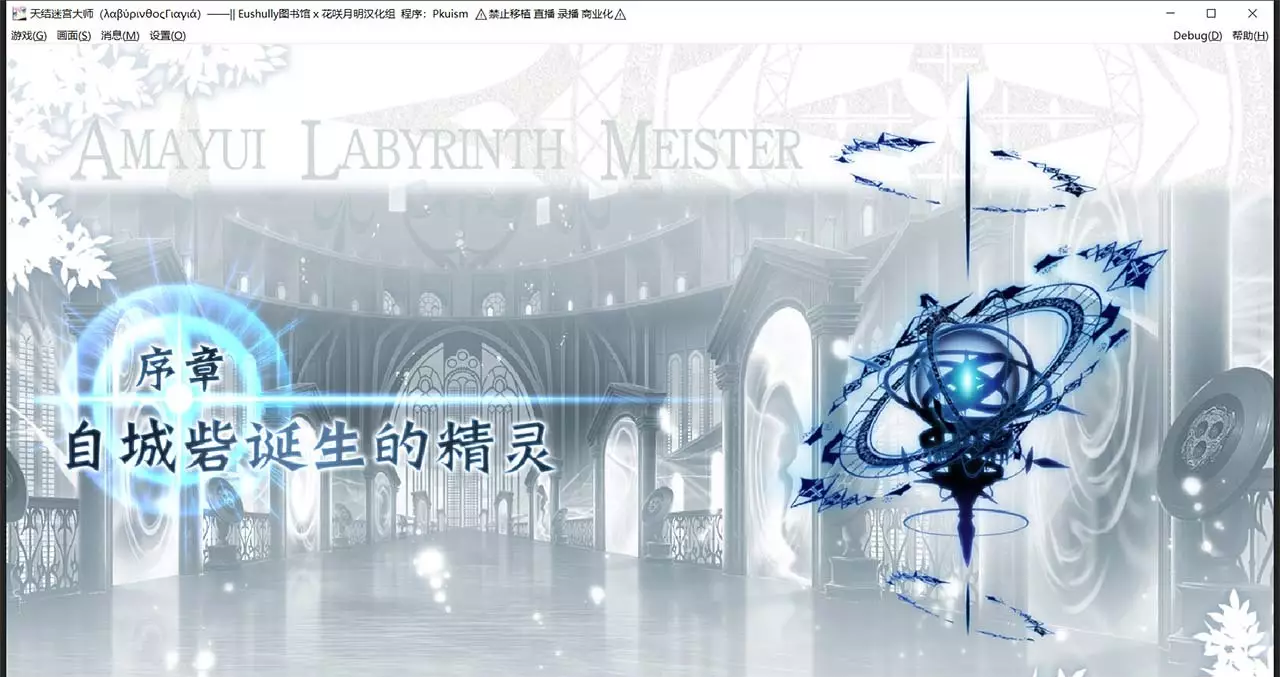 天结迷宫大师（λαβύρινθοςΓιαγιά）——|| Eushully图书馆 x 花咲月明汉化组 程序：Pkuism △禁止移植 直播 录播 商业化△
游戏(G) 画面(S) 消息(M) 设置(O) Debug(D) 帮助(H)
AMAYUI LABYRINTH MEISTER
序章
自城砦诞生的精灵